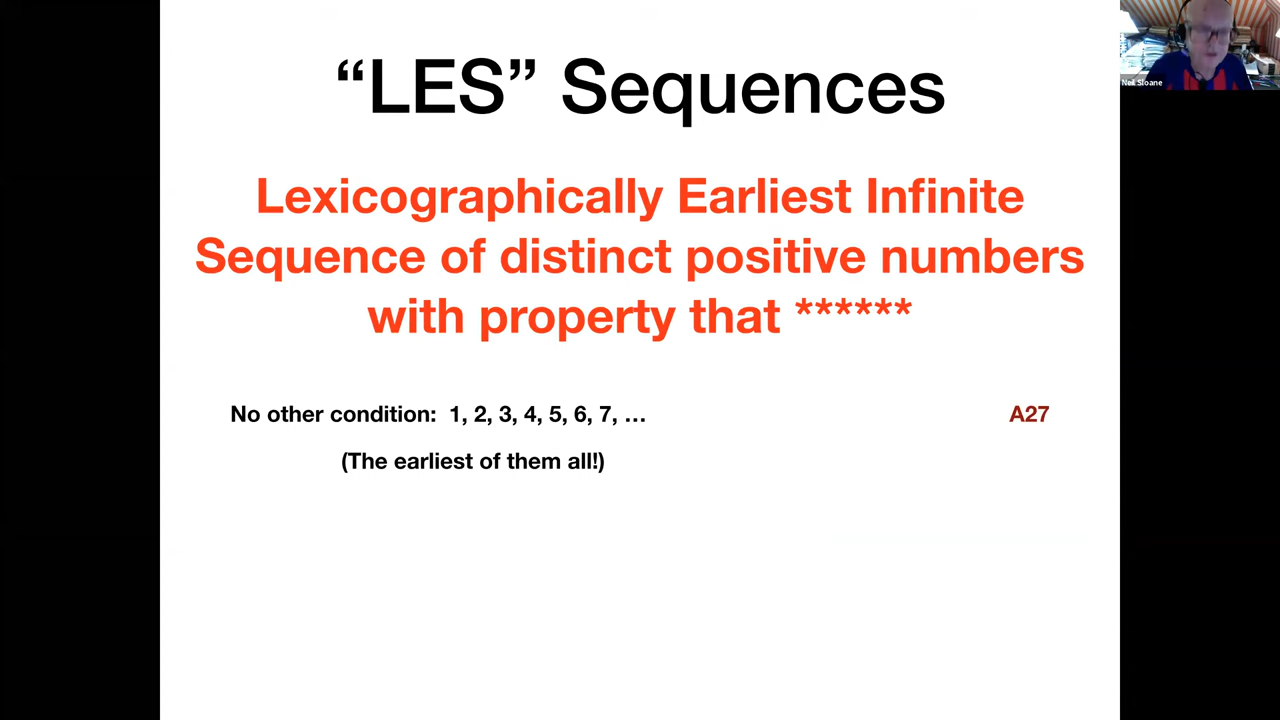 “LES” Sequences
Lexicographically Earliest Infinite
Sequence of distinct positive numbers
with property that ******
No other condition: 1, 2, 3, 4, 5, 6, 7, … A27
(The earliest of them all!)
Neil Sloane